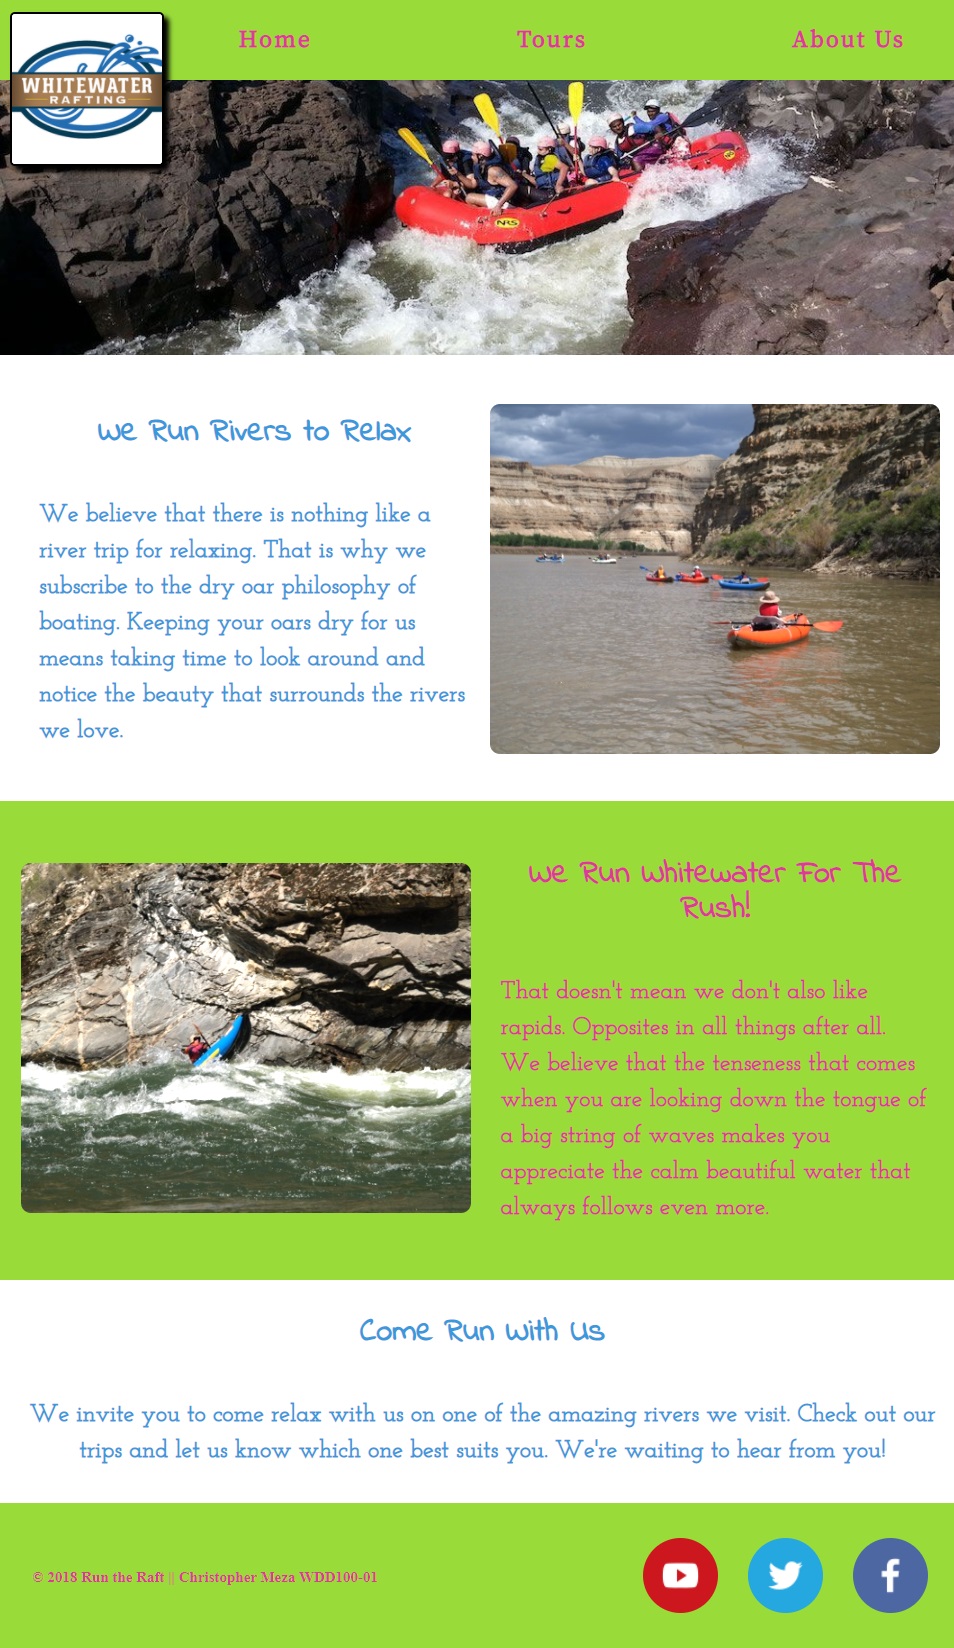 WHITEWATER
RAFTING
Home Tours About Us
NRS
We Run Rivers to Relax
We believe that there is nothing like a
river trip for relaxing. That is why we
subscribe to the dry oar philosophy of
boating. Keeping your oars dry for us
means taking time to look around and
notice the beauty that surrounds the rivers
we love.
We Run Whitewater For The
Rush!
That doesn't mean we don't also like
rapids. Opposites in all things after all.
We believe that the tenseness that comes
when you are looking down the tongue of
a big string of waves makes you
appreciate the calm beautiful water that
always follows even more.
Come Run With Us
We invite you to come relax with us on one of the amazing rivers we visit. Check out our
trips and let us know which one best suits you. We're waiting to hear from you!
© 2018 Run the Raft || Christopher Meza WDD100-01